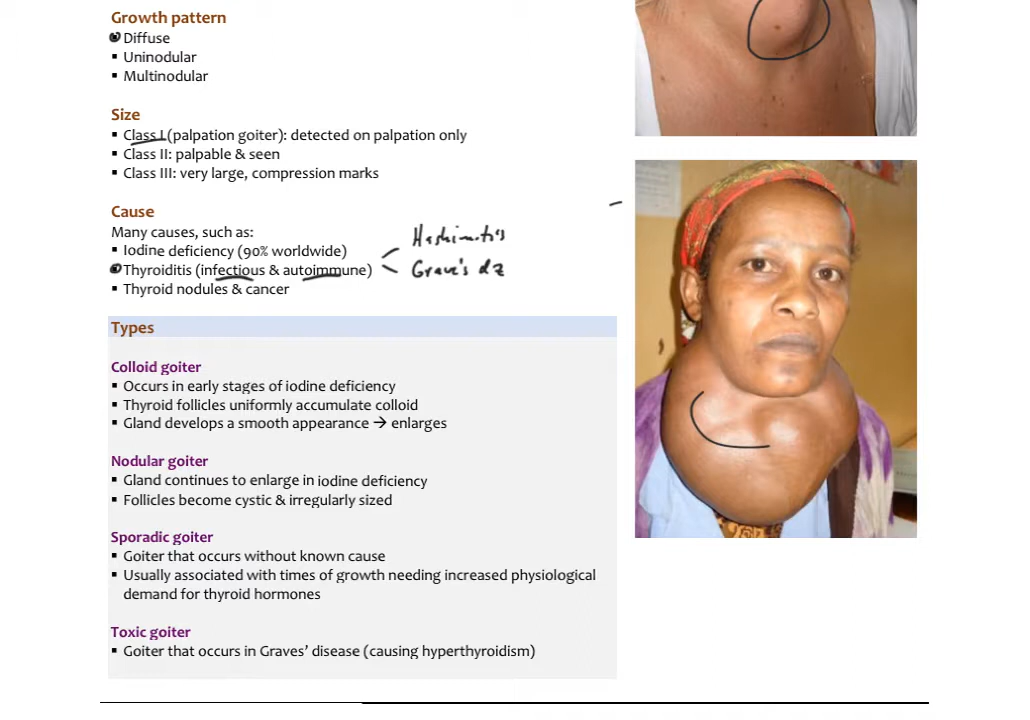 Growth pattern
Diffuse
▪ Uninodular
▪ Multinodular
Size
▪ Class I (palpation goiter): detected on palpation only
▪ Class II: palpable & seen
▪ Class III: very large, compression marks
Cause
Many causes, such as:
▪ Iodine deficiency (90% worldwide)
Thyroiditis (infectious & autoimmune)
Hashimoto's
Grave's dz
▪ Thyroid nodules & cancer
Types
Colloid goiter
▪ Occurs in early stages of iodine deficiency
▪ Thyroid follicles uniformly accumulate colloid
▪ Gland develops a smooth appearance → enlarges
Nodular goiter
▪ Gland continues to enlarge in iodine deficiency
▪ Follicles become cystic & irregularly sized
Sporadic goiter
▪ Goiter that occurs without known cause
▪ Usually associated with times of growth needing increased physiological
demand for thyroid hormones
Toxic goiter
▪ Goiter that occurs in Graves' disease (causing hyperthyroidism)